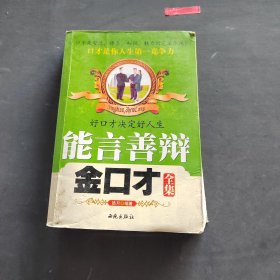 口才是你人生第一竞争力
好口才决定好人生
能言善辩
金口才
全集
西苑出版社